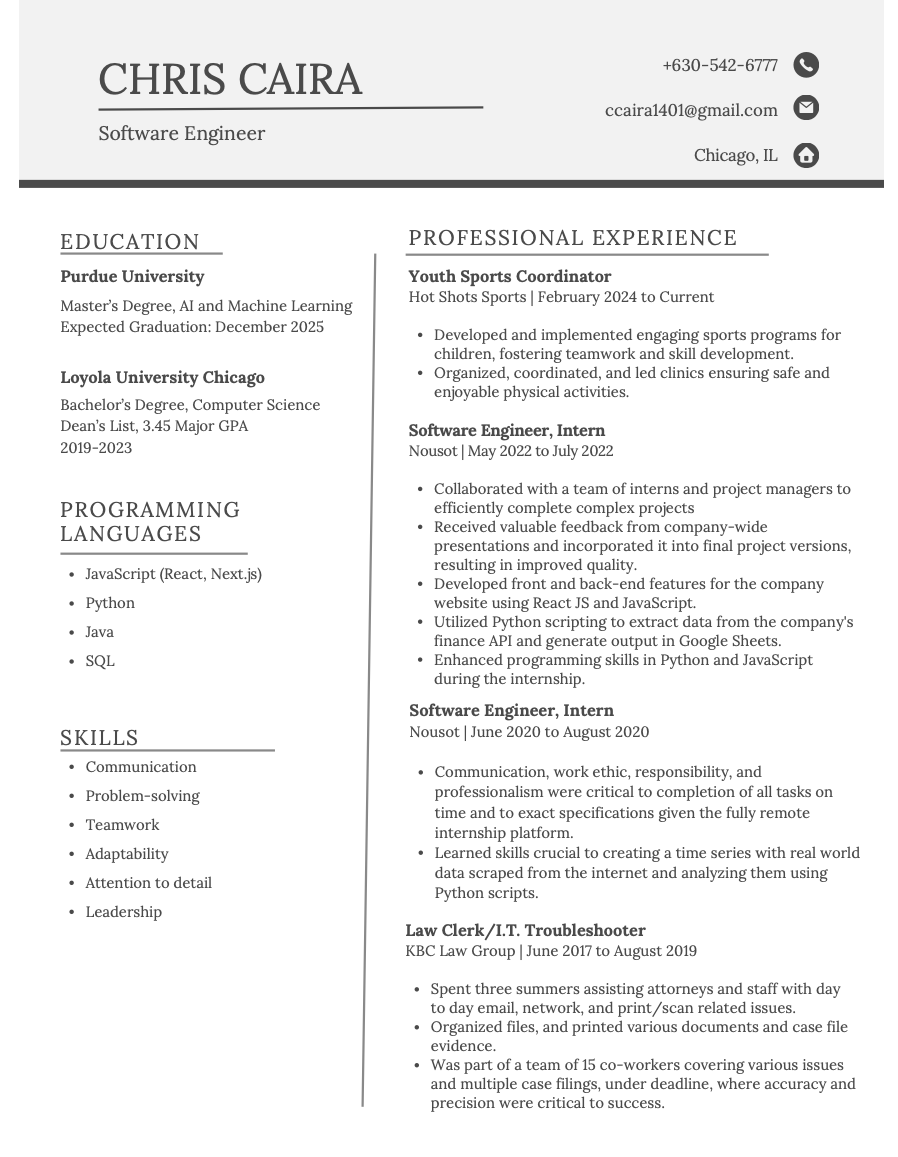 CHRIS CAIRA
Software Engineer
+630-542-6777
ccaira1401@gmail.com
Chicago, IL
EDUCATION
Purdue University
Master's Degree, AI and Machine Learning
Expected Graduation: December 2025
Loyola University Chicago
Bachelor's Degree, Computer Science
Dean's List, 3.45 Major GPA
2019-2023
PROGRAMMING
LANGUAGES
• JavaScript (React, Next.js)
• Python
• Java
• SQL
SKILLS
• Communication
• Problem-solving
• Teamwork
• Adaptability
• Attention to detail
• Leadership
PROFESSIONAL EXPERIENCE
Youth Sports Coordinator
Hot Shots Sports | February 2024 to Current
• Developed and implemented engaging sports programs for
children, fostering teamwork and skill development.
• Organized, coordinated, and led clinics ensuring safe and
enjoyable physical activities.
Software Engineer, Intern
Nousot | May 2022 to July 2022
• Collaborated with a team of interns and project managers to
efficiently complete complex projects
• Received valuable feedback from company-wide
presentations and incorporated it into final project versions,
resulting in improved quality.
• Developed front and back-end features for the company
website using React JS and JavaScript.
• Utilized Python scripting to extract data from the company's
finance API and generate output in Google Sheets.
• Enhanced programming skills in Python and JavaScript
during the internship.
Software Engineer, Intern
Nousot | June 2020 to August 2020
• Communication, work ethic, responsibility, and
professionalism were critical to completion of all tasks on
time and to exact specifications given the fully remote
internship platform.
• Learned skills crucial to creating a time series with real world
data scraped from the internet and analyzing them using
Python scripts.
Law Clerk/I.T. Troubleshooter
KBC Law Group | June 2017 to August 2019
• Spent three summers assisting attorneys and staff with day
to day email, network, and print/scan related issues.
• Organized files, and printed various documents and case file
evidence.
• Was part of a team of 15 co-workers covering various issues
and multiple case filings, under deadline, where accuracy and
precision were critical to success.